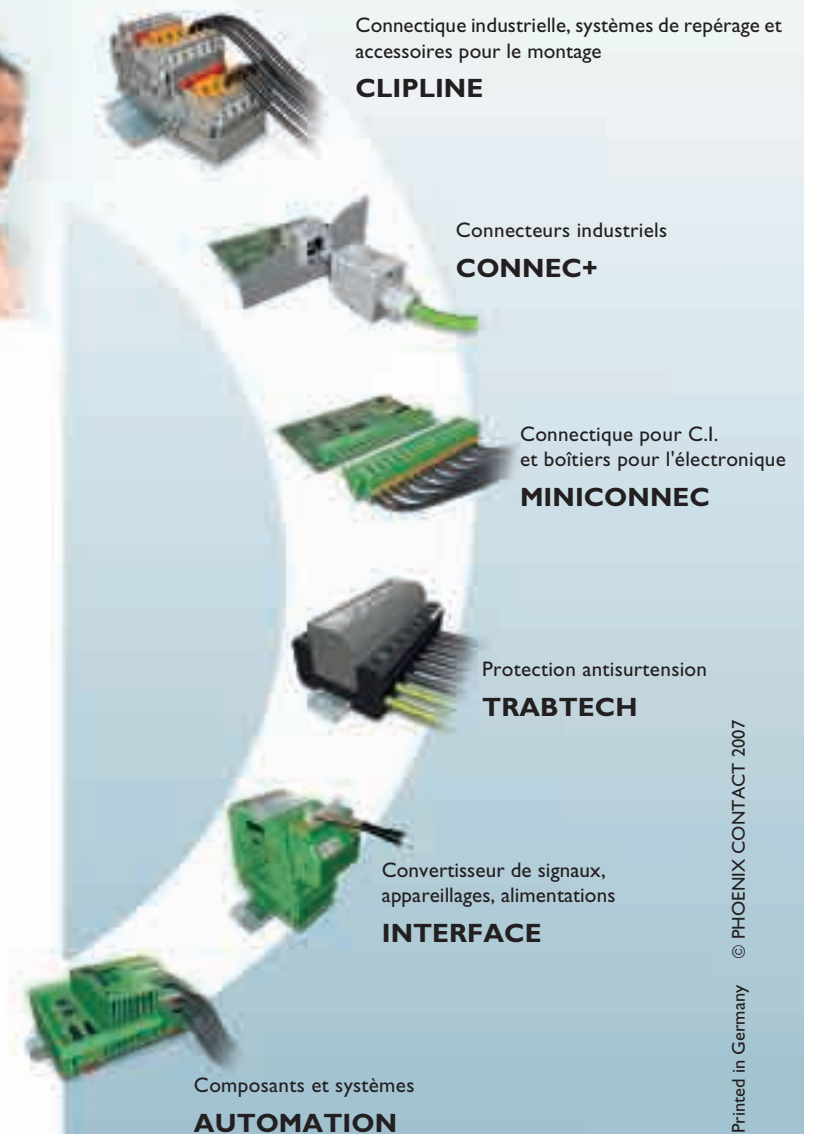 Connectique industrielle, systèmes de repérage et
accessoires pour le montage
CLIPLINE
Connecteurs industriels
CONNEC+
Connectique pour C.I.
et boîtiers pour l'électronique
MINICONNEC
Protection antisurtension
TRABTECH
Convertisseur de signaux,
appareillages, alimentations
INTERFACE
Composants et systèmes
AUTOMATION
Printed in Germany © PHOENIX CONTACT 2007